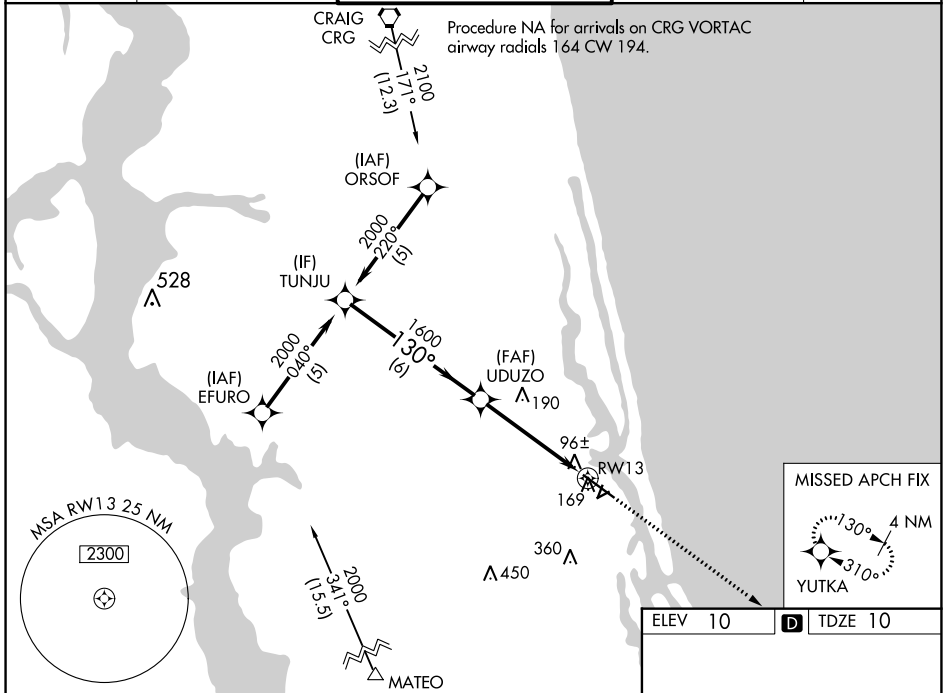 CRAIG
CRG
Procedure NA for arrivals on CRG VORTAC
airway radials 164 CW 194.
2100
171°
(12.3)
(IAF)
ORSOF
2000
220°
(5)
(IF)
TUNJU
528
1600
130°
(6)
2000
040°
(5)
(IAF)
EFURO
(FAF)
UDUZO
190
96±
RW13
169
MISSED APCH FIX
130°
4 NM
310°
YUTKA
MSA RW13 25 NM
2300
360
450
2000
341°
(15.5)
MATEO
ELEV 10
D
TDZE 10